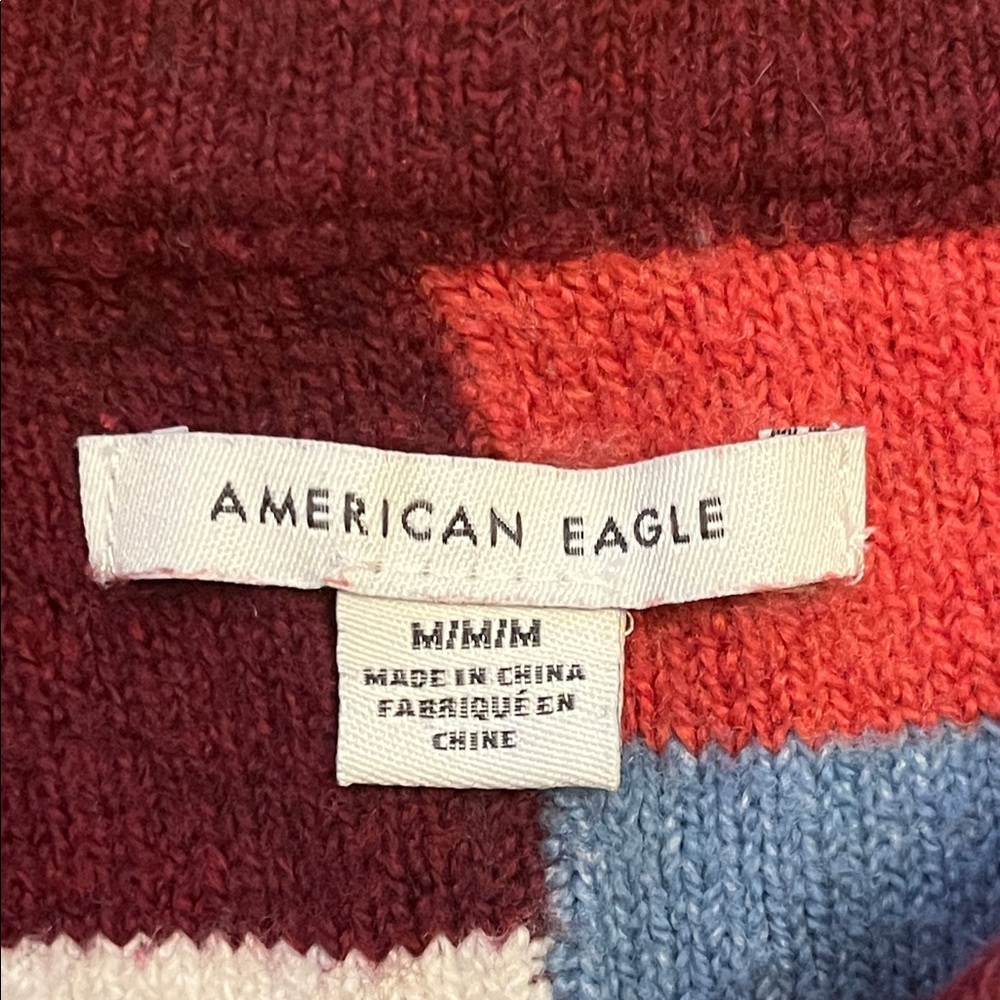 AMERICAN EAGLE
M/M/M
MADE IN CHINA
FABRIQUÉ EN
CHINE